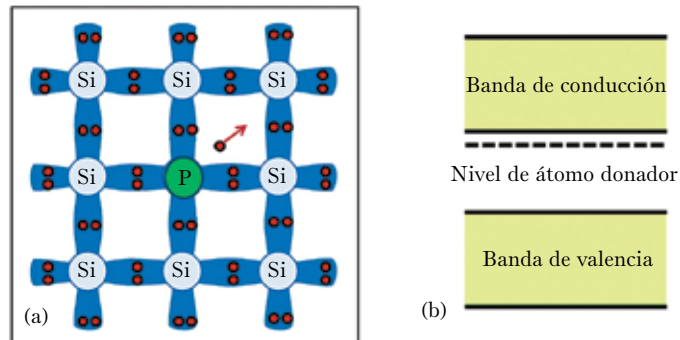 Si Si Si
Si P Si
Si Si Si
(a)
Banda de conducción
Nivel de átomo donador
Banda de valencia
(b)